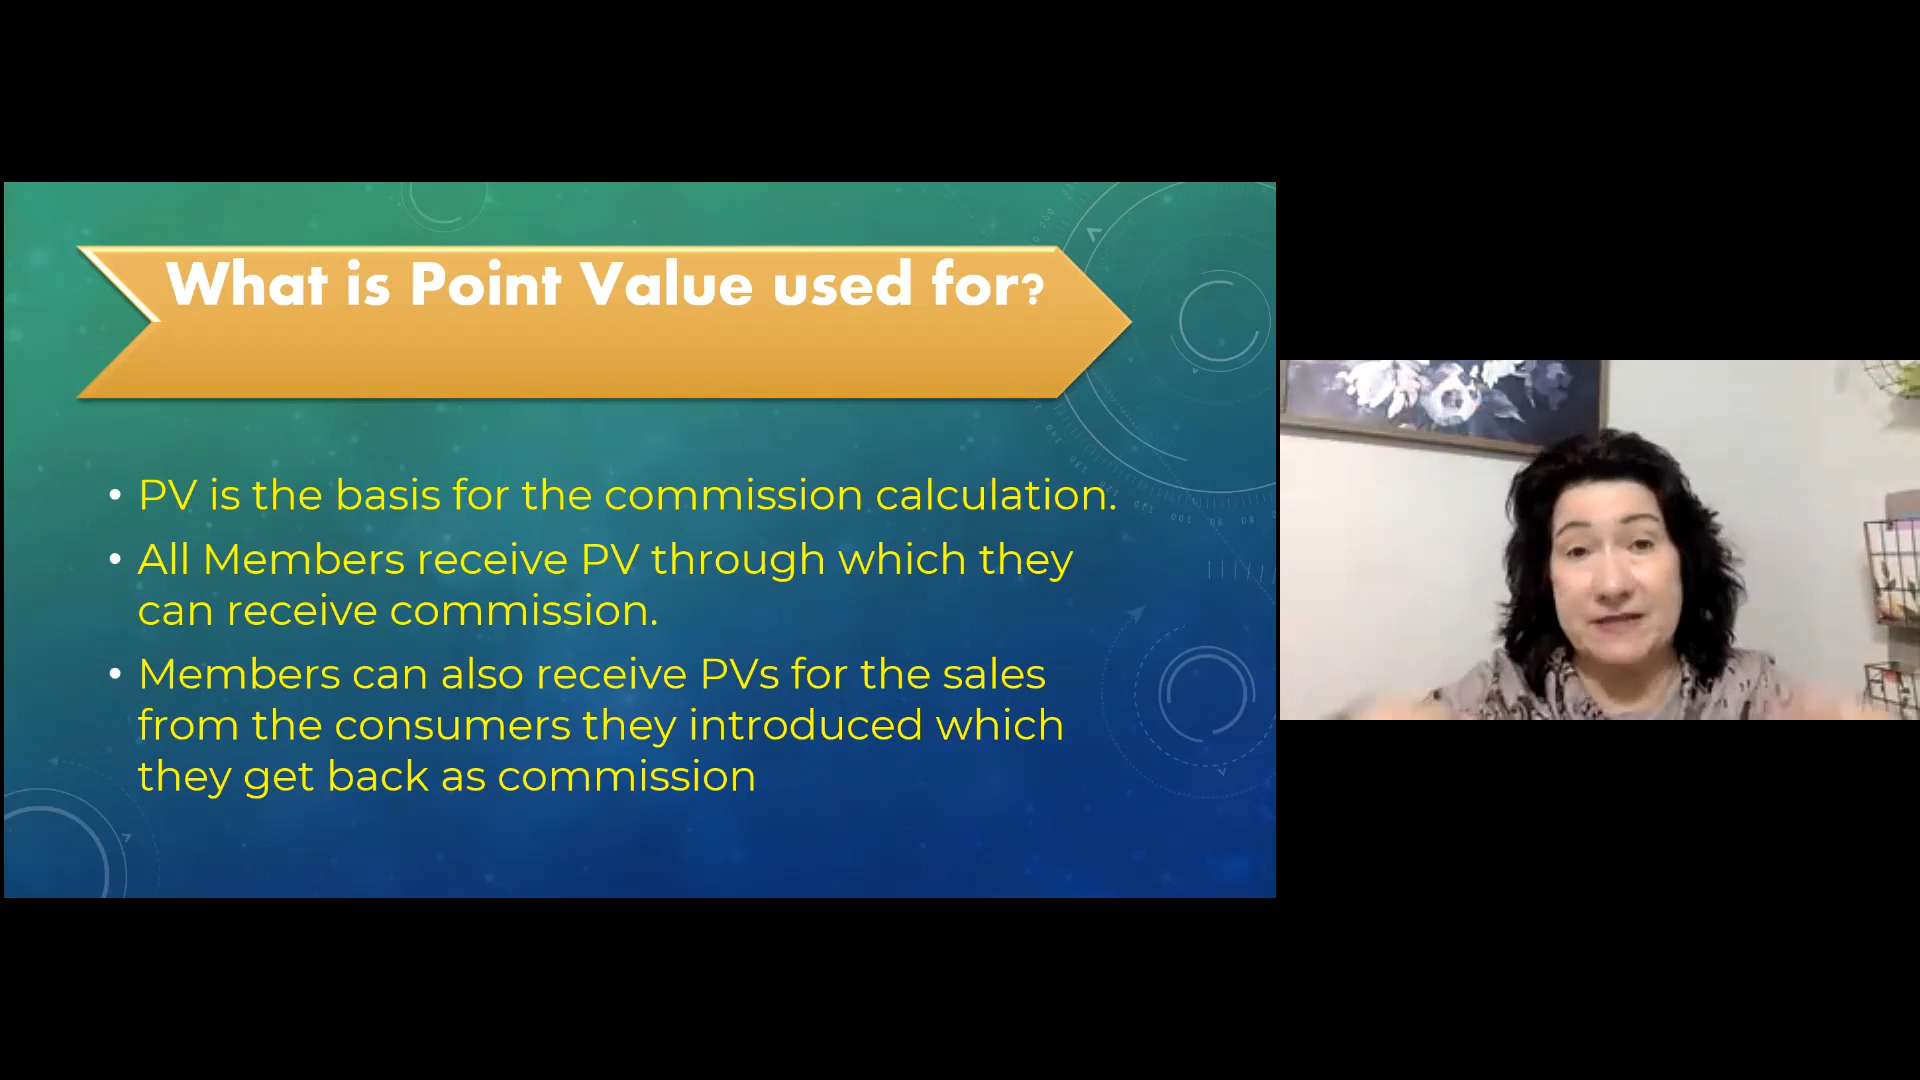 What is Point Value used for?
• PV is the basis for the commission calculation.
• All Members receive PV through which they
can receive commission.
• Members can also receive PVs for the sales
from the consumers they introduced which
they get back as commission